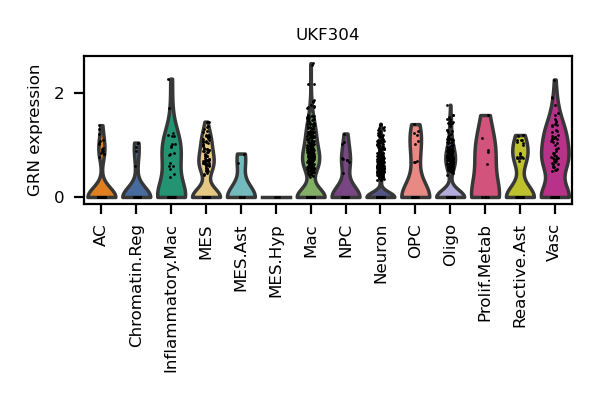 UKF304
GRN expression
2
0
AC
Chromatin.Reg
Inflammatory.Mac
MES
MES.Ast
MES.Hyp
Mac
NPC
Neuron
OPC
Oligo
Prolif.Metab
Reactive.Ast
Vasc